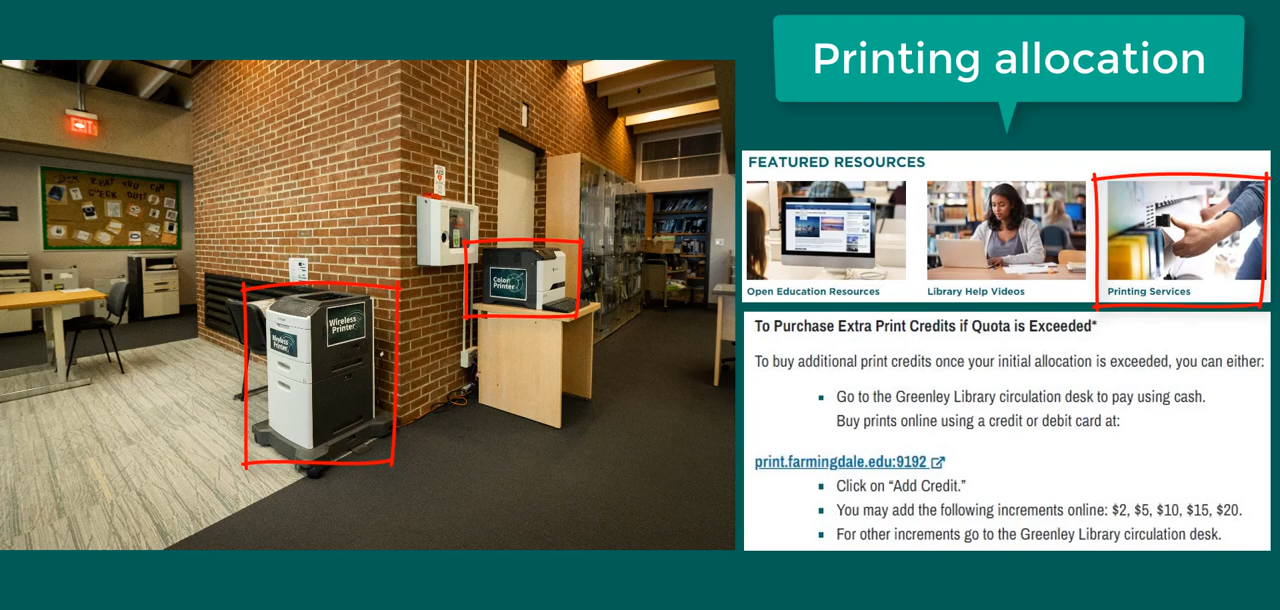 Printing allocation
EXIT
AED
Wireless
Printer
Wireless
Printer
Color
Printer
FEATURED RESOURCES
Open Education Resources
Library Help Videos
Printing Services
To Purchase Extra Print Credits if Quota is Exceeded*
To buy additional print credits once your initial allocation is exceeded, you can either:
▪ Go to the Greenley Library circulation desk to pay using cash.
Buy prints online using a credit or debit card at:
print.farmingdale.edu:9192
▪ Click on “Add Credit.”
▪ You may add the following increments online: $2, $5, $10, $15, $20.
▪ For other increments go to the Greenley Library circulation desk.